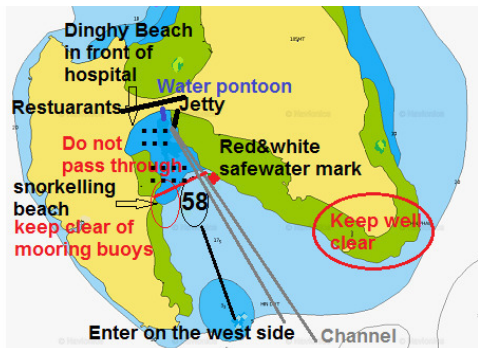 Dinghy Beach
in front of
hospital
Water pontoon
Restuarants
Jetty
Do not
pass through
Red&white
safewater mark
snorkelling
beach
58
keep clear of
mooring buoys
Keep well
clear
Enter on the west side
Channel